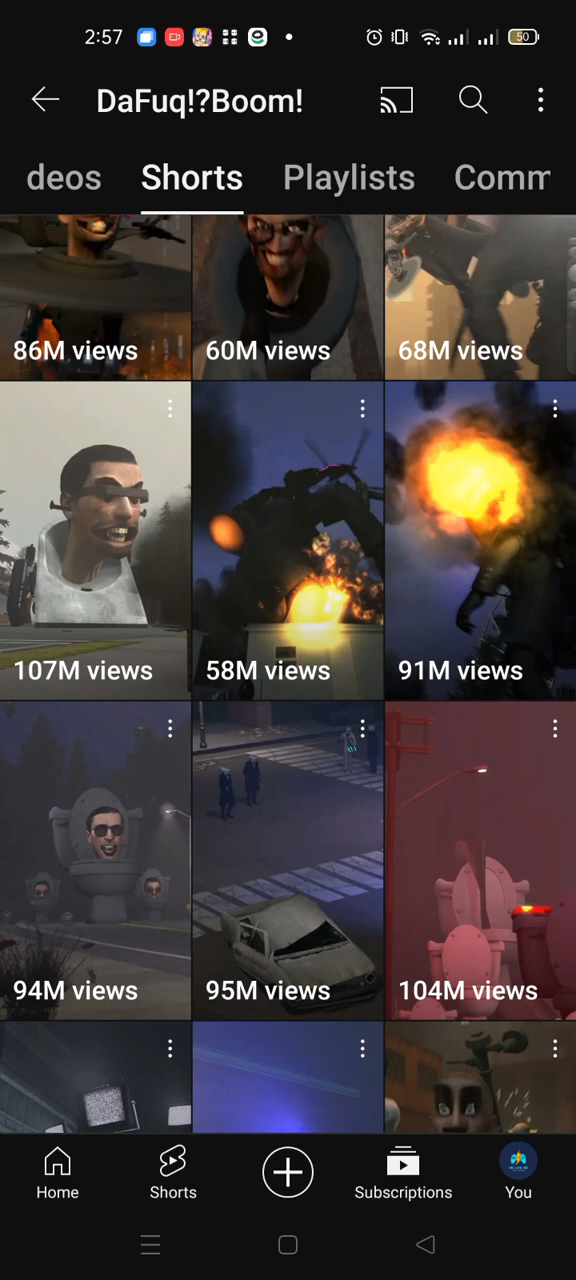 2:57
50
DaFuq!?Boom!
deos Shorts Playlists Comm
86M views 60M views 68M views
107M views 58M views 91M views
94M views 95M views 104M views
Home Shorts Subscriptions You